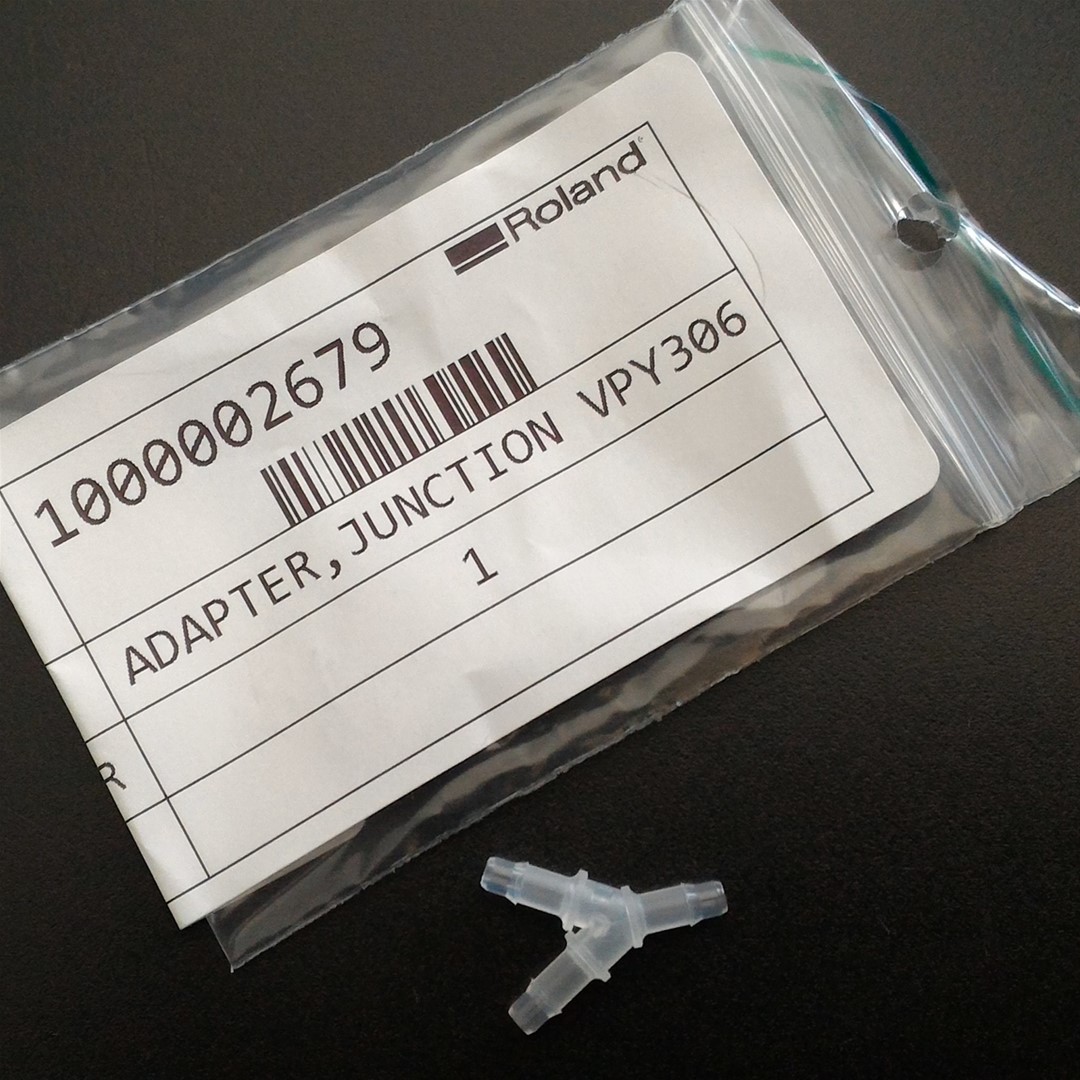 Roland
1000002679
ADAPTER,JUNCTION VPY306
1
R